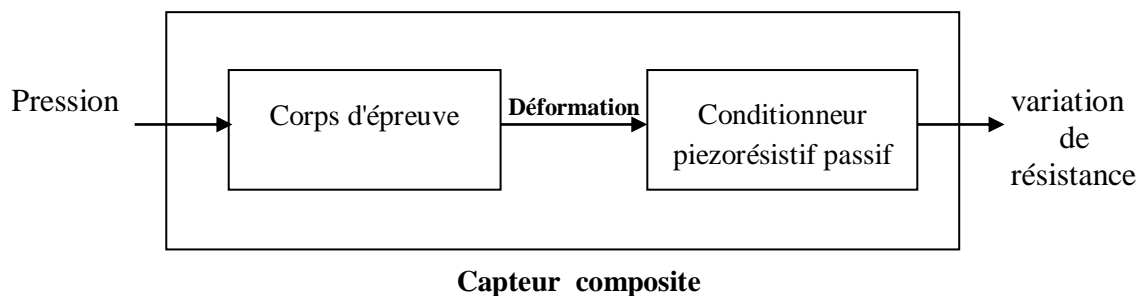 Pression
Corps d'épreuve
Déformation
Conditionneur
piezorésistif passif
variation
de
résistance
Capteur composite